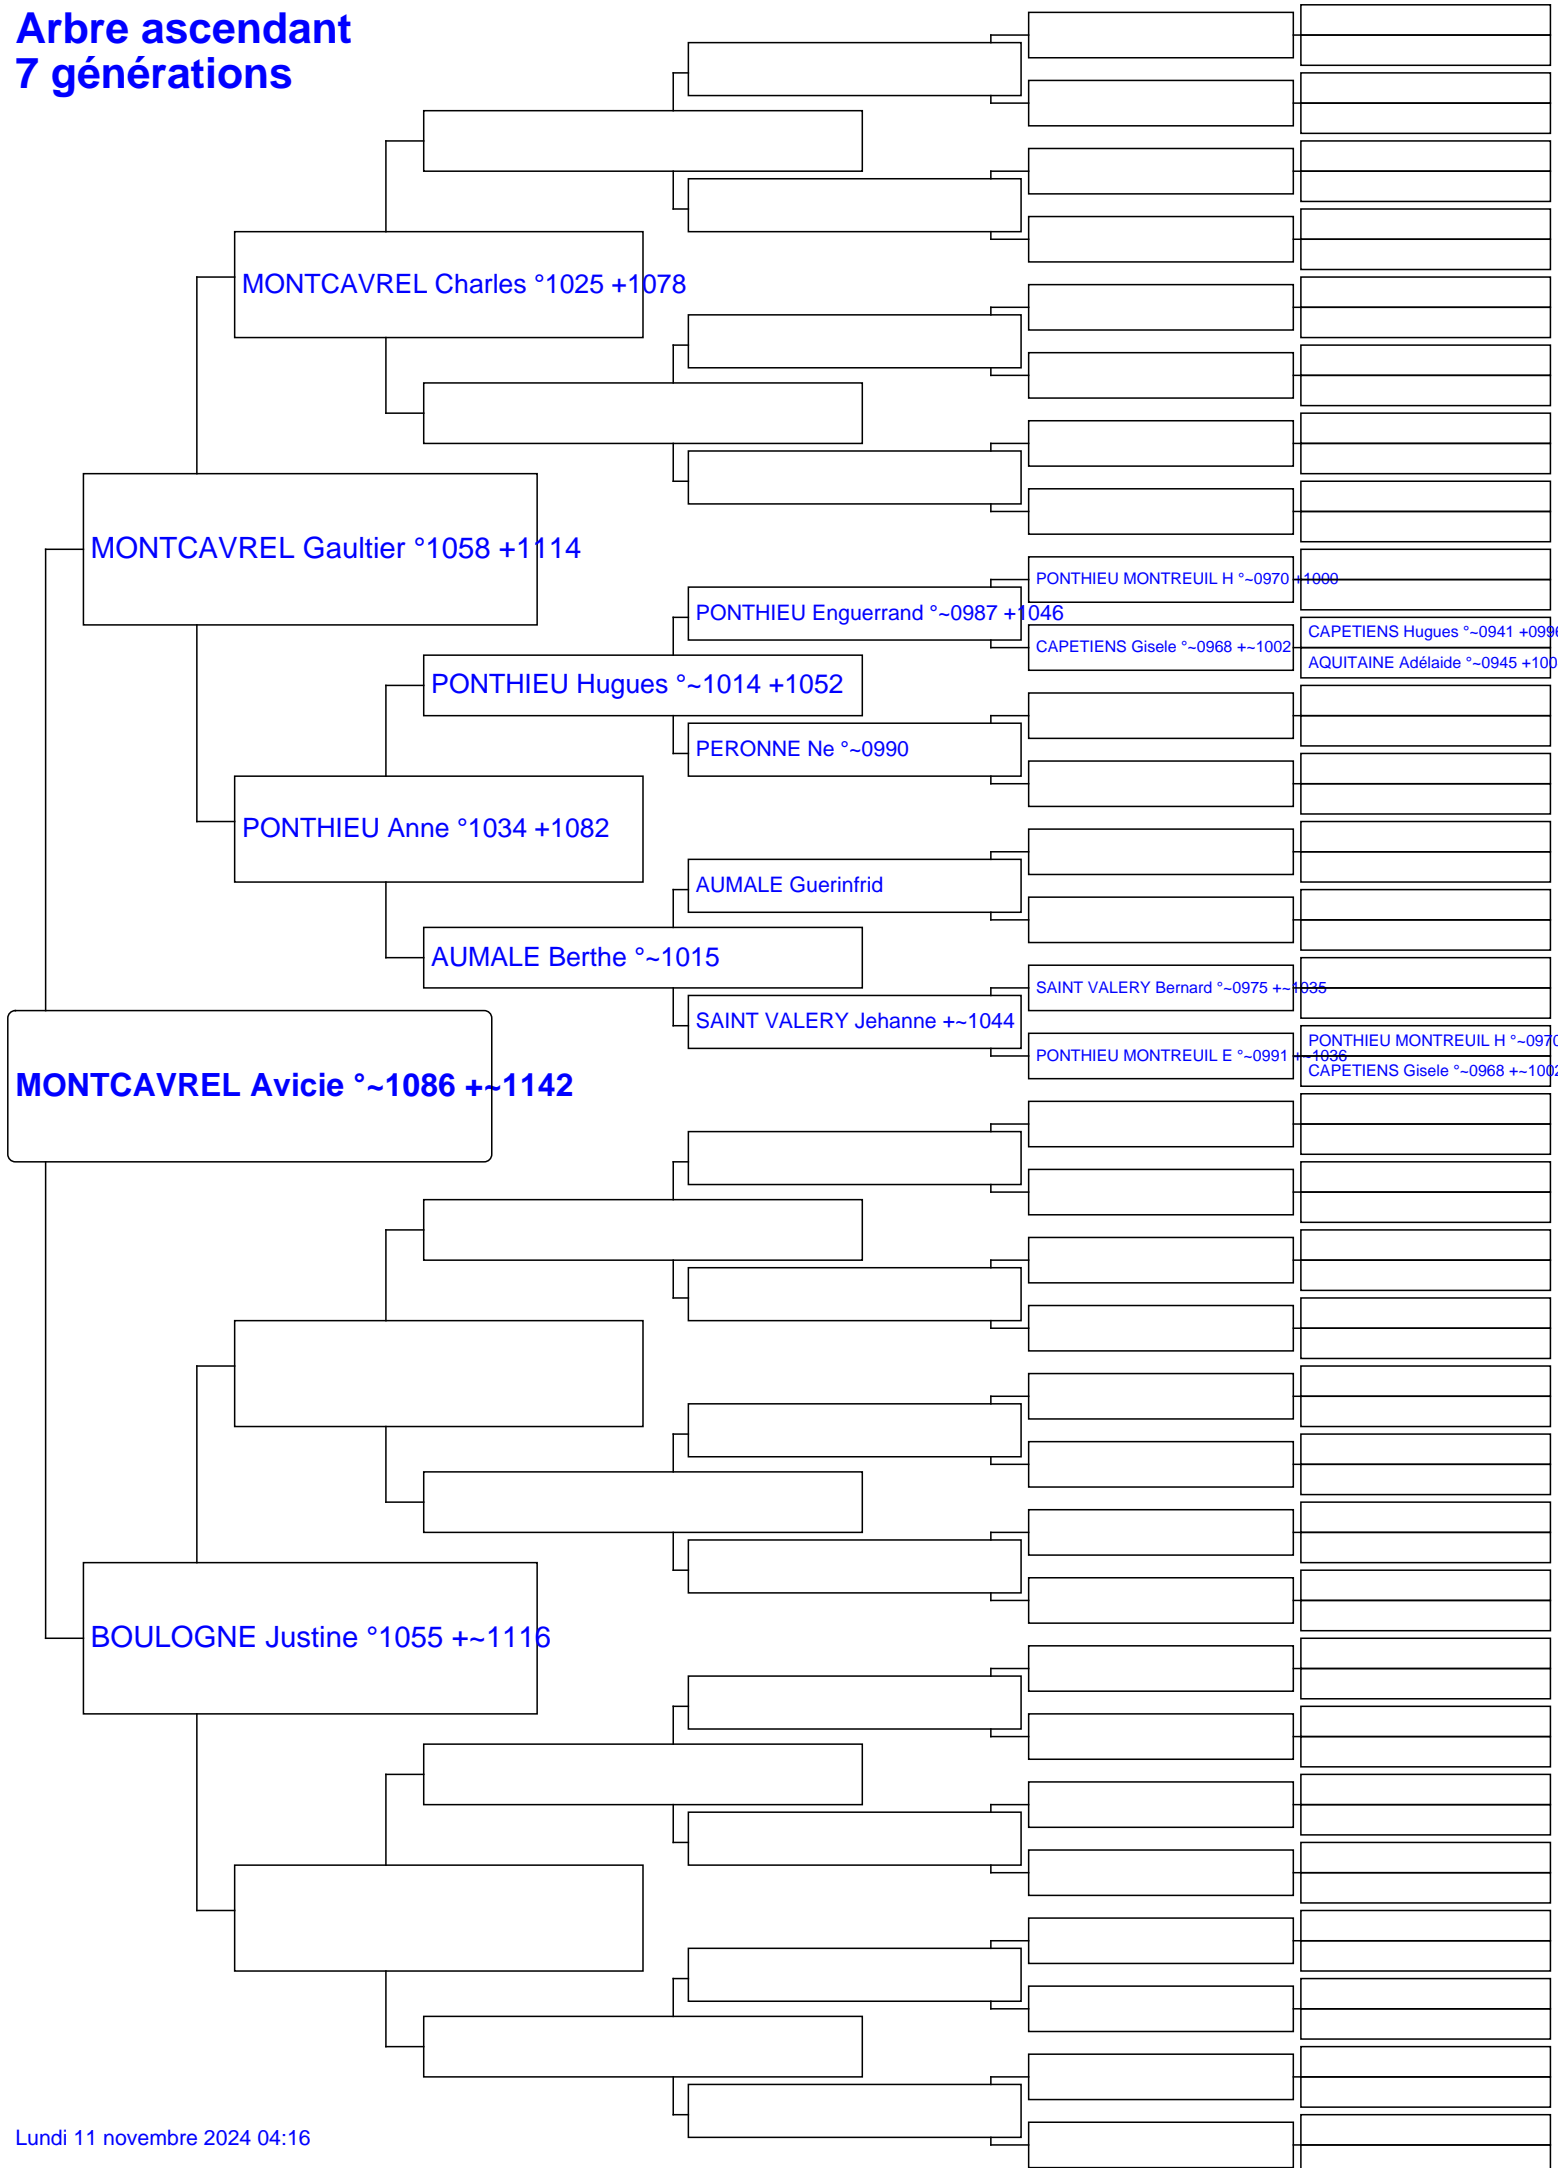 Arbre ascendant
7 générations
MONTCAVREL Charles °1025 +1078
MONTCAVREL Gaultier °1058 +1114
PONTHIEU MONTREUIL H °~0970 +1000
PONTHIEU Enguerrand °~0987 +1046
CAPETIENS Hugues °~0941 +0996
CAPETIENS Gisele °~0968 +~1002
AQUITAINE Adélaide °~0945 +100
PONTHIEU Hugues °~1014 +1052
PERONNE Ne °~0990
PONTHIEU Anne °1034 +1082
AUMALE Guerinfrid
AUMALE Berthe °~1015
SAINT VALERY Bernard °~0975 +~1035
SAINT VALERY Jehanne +~1044
PONTHIEU MONTREUIL H °~0970
PONTHIEU MONTREUIL E °~0991 +~1036
CAPETIENS Gisele °~0968 +~1002
MONTCAVREL Avicie °~1086 +~1142
BOULOGNE Justine °1055 +~1116
Lundi 11 novembre 2024 04:16